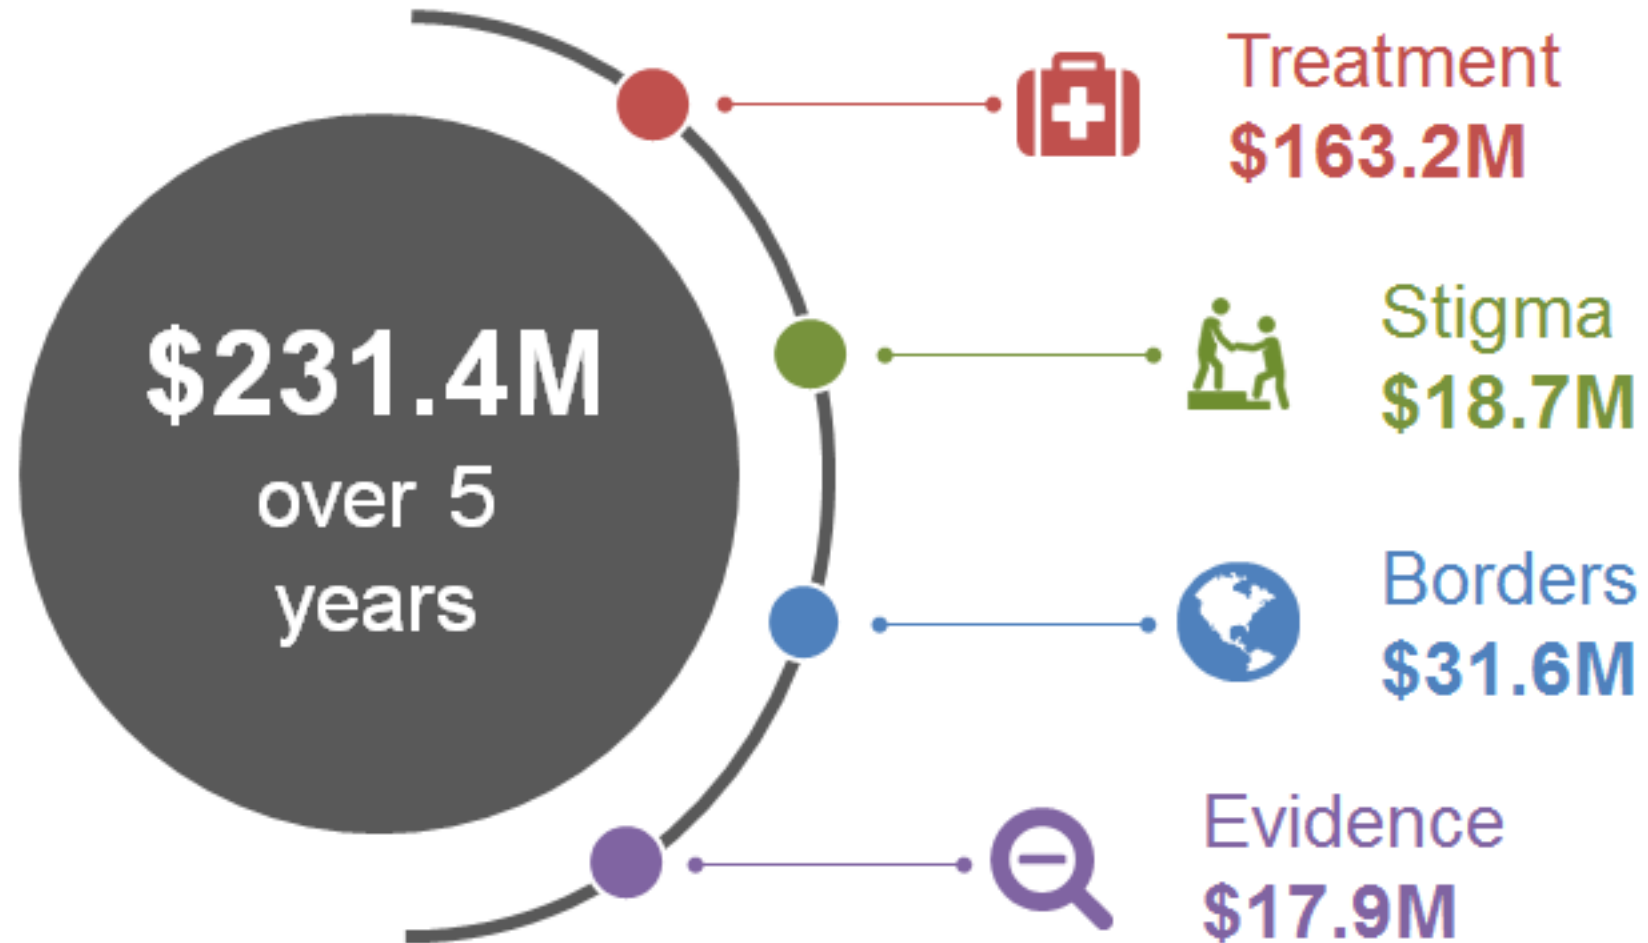 $231.4M
over 5
years
Treatment
$163.2M
Stigma
$18.7M
Borders
$31.6M
Evidence
$17.9M